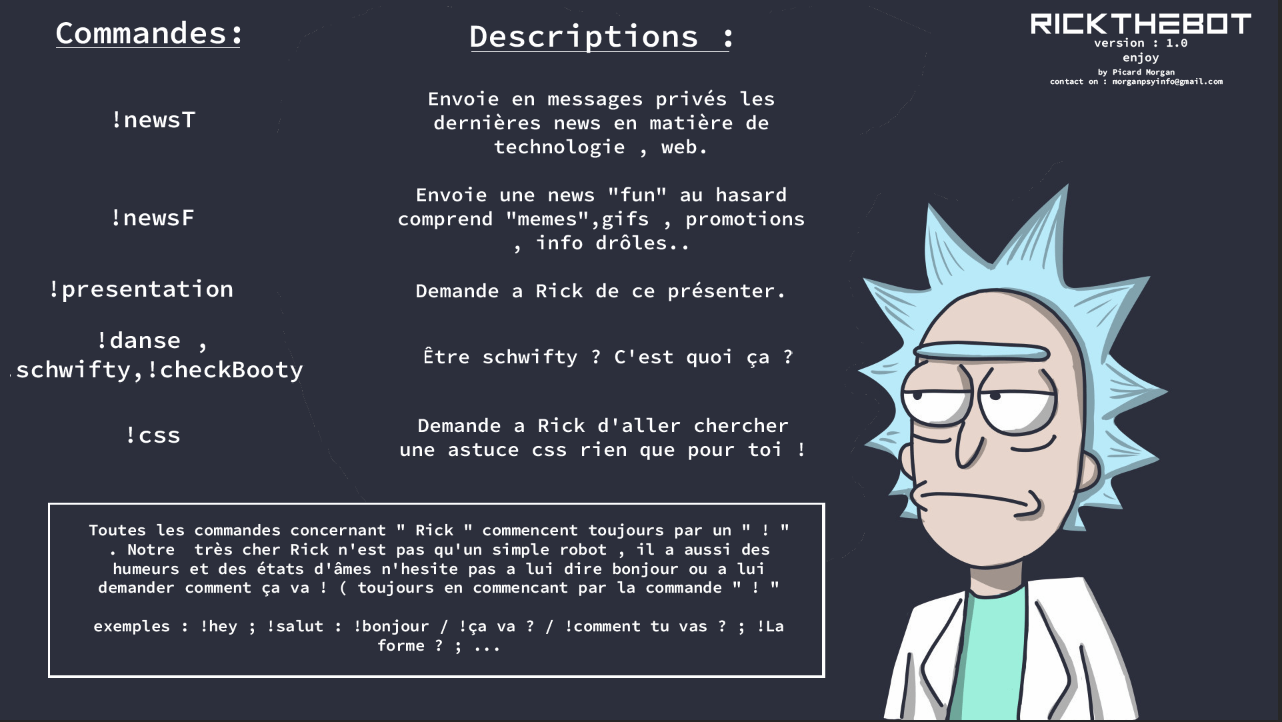 Commandes:
Descriptions :
RICKTHEBOT
version : 1.0
enjoy
by Picard Morgan
contact on : morganpsyinfo@gmail.com
!newsT
Envoie en messages privés les
dernières news en matière de
technologie , web.
!newsF
Envoie une news "fun" au hasard
comprend "memes",gifs , promotions
, info drôles..
!presentation
Demande a Rick de ce présenter.
!danse ,
schwifty,!checkBooty
Être schwifty ? C'est quoi ça ?
!css
Demande a Rick d'aller chercher
une astuce css rien que pour toi !
Toutes les commandes concernant " Rick " commencent toujours par un " ! "
. Notre  très cher Rick n'est pas qu'un simple robot , il a aussi des
humeurs et des états d'âmes n'hesite pas a lui dire bonjour ou a lui
demander comment ça va ! ( toujours en commencant par la commande " ! "
exemples : !hey ; !salut : !bonjour / !ça va ? / !comment tu vas ? ; !La
forme ? ; ...